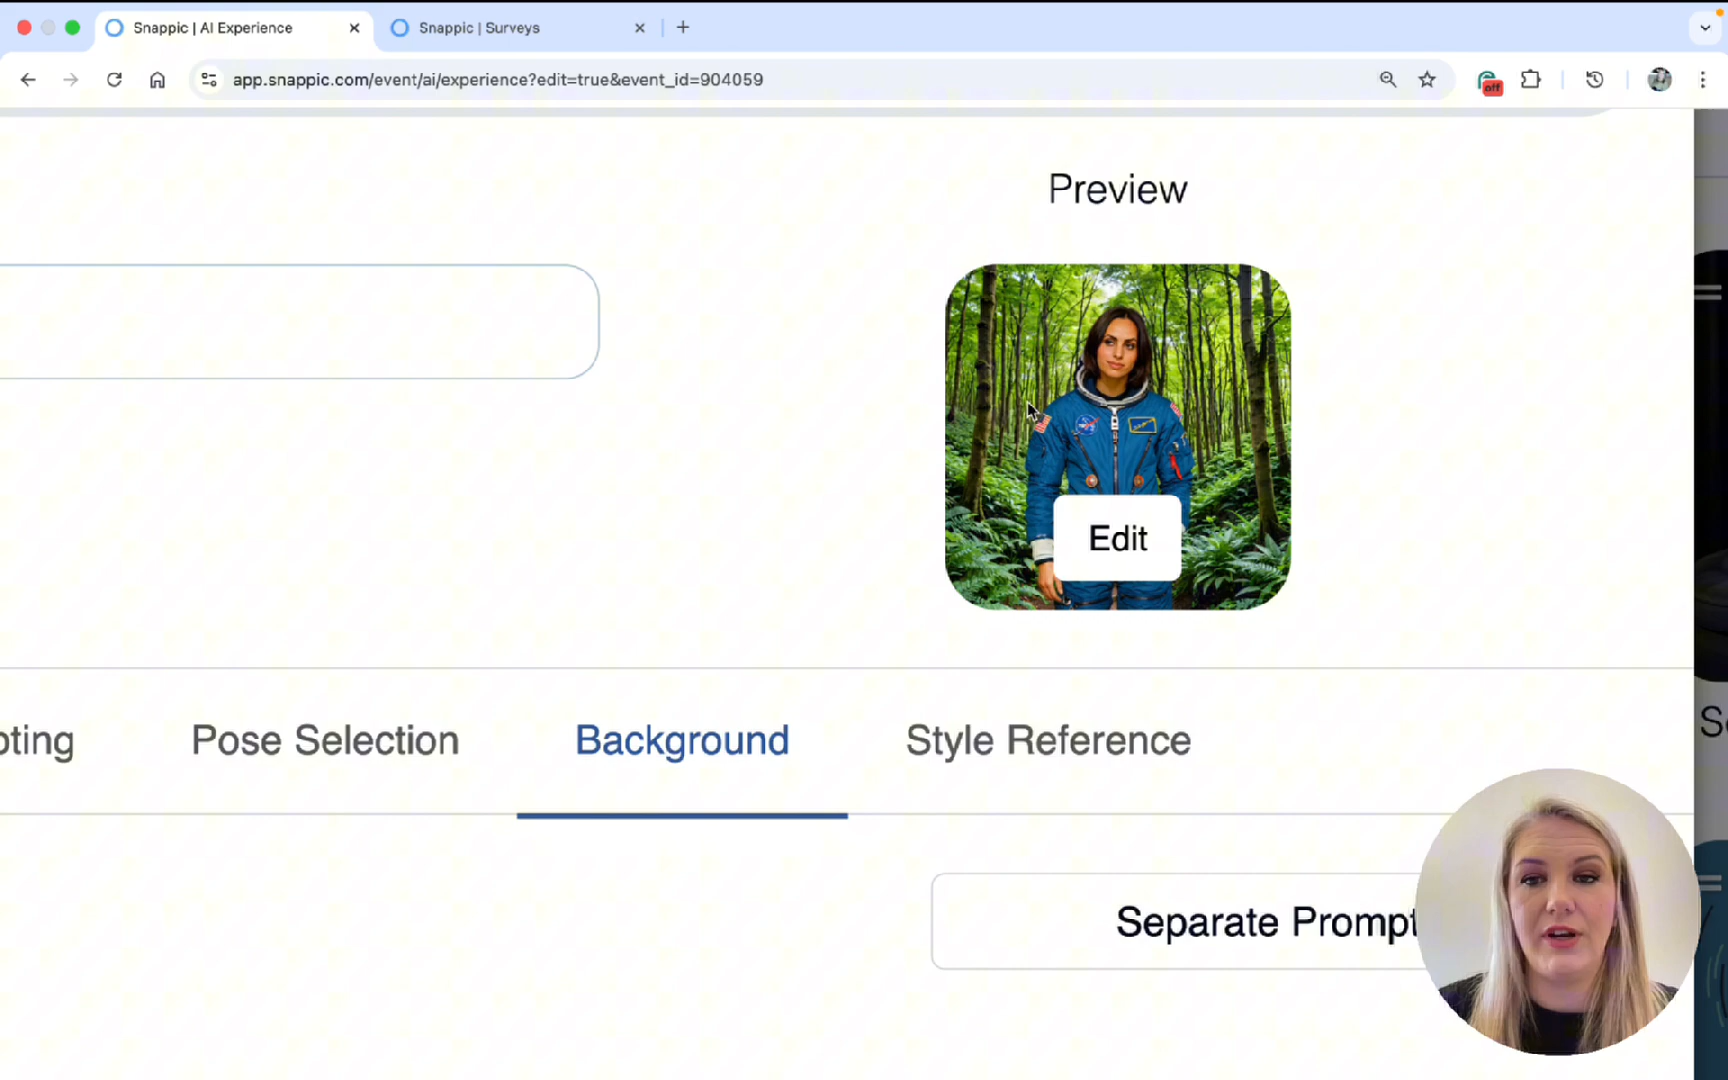 Snappic | AI Experience
Snappic | Surveys
app.snappic.com/event/ai/experience?edit=true&event_id=904059
off
Preview
Edit
Pose Selection
Background
Style Reference
Separate Prompt